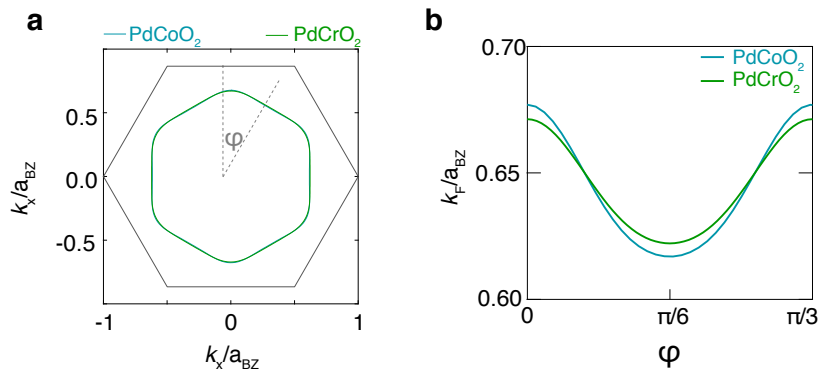 a
PdCoO2
PdCrO2
0.5
0.0
-0.5
kx/aBZ
φ
-1
0
1
kx/aBZ
b
0.70
0.65
0.60
kF/aBZ
PdCoO2
PdCrO2
0
π/6
π/3
φ